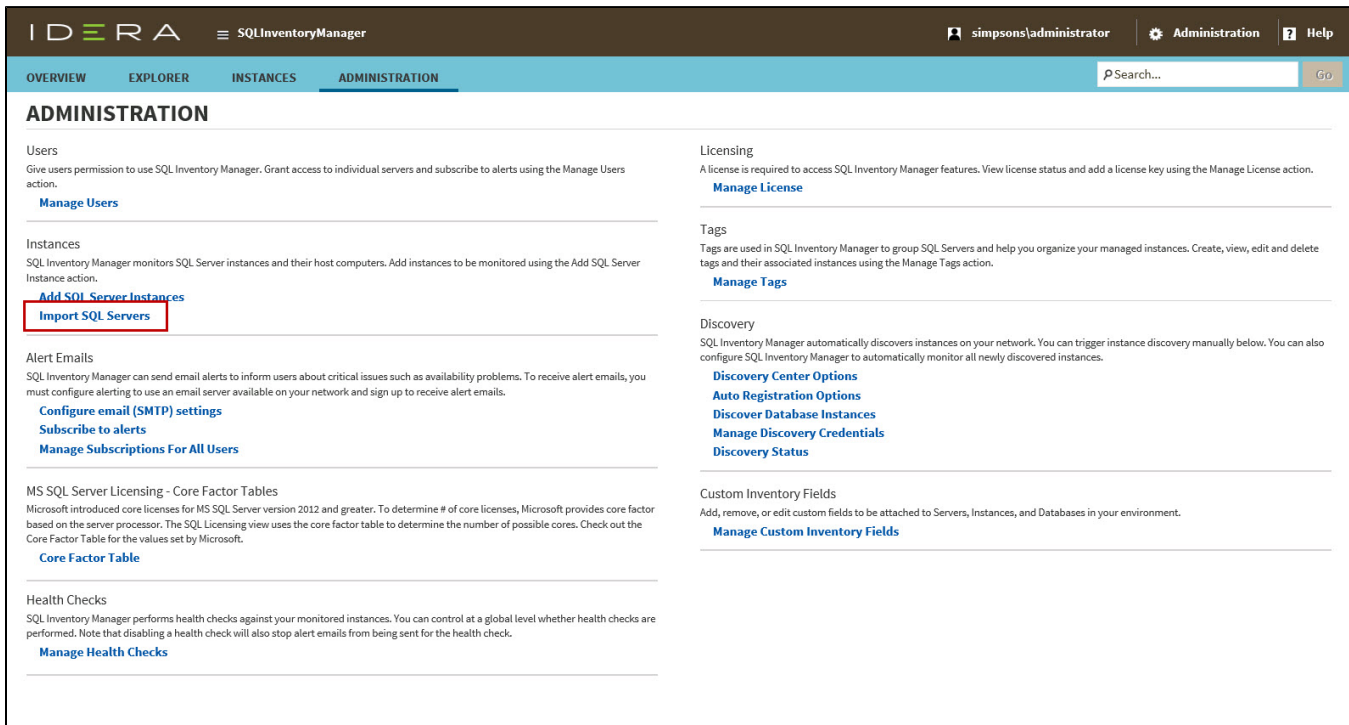 IDERA
SQLInventoryManager
simpsons\administrator
Administration
? Help
OVERVIEW
EXPLORER
INSTANCES
ADMINISTRATION
Search...
Go
ADMINISTRATION
Users
Give users permission to use SQL Inventory Manager. Grant access to individual servers and subscribe to alerts using the Manage Users
action.
Manage Users
Instances
SQL Inventory Manager monitors SQL Server instances and their host computers. Add instances to be monitored using the Add SQL Server
Instance action.
Add SQL Server Instances
Import SQL Servers
Alert Emails
SQL Inventory Manager can send email alerts to inform users about critical issues such as availability problems. To receive alert emails, you
must configure alerting to use an email server available on your network and sign up to receive alert emails.
Configure email (SMTP) settings
Subscribe to alerts
Manage Subscriptions For All Users
MS SQL Server Licensing - Core Factor Tables
Microsoft introduced core licenses for MS SQL Server version 2012 and greater. To determine # of core licenses, Microsoft provides core factor
based on the server processor. The SQL Licensing view uses the core factor table to determine the number of possible cores. Check out the
Core Factor Table for the values set by Microsoft.
Core Factor Table
Health Checks
SQL Inventory Manager performs health checks against your monitored instances. You can control at a global level whether health checks are
performed. Note that disabling a health check will also stop alert emails from being sent for the health check.
Manage Health Checks
Licensing
A license is required to access SQL Inventory Manager features. View license status and add a license key using the Manage License action.
Manage License
Tags
Tags are used in SQL Inventory Manager to group SQL Servers and help you organize your managed instances. Create, view, edit and delete
tags and their associated instances using the Manage Tags action.
Manage Tags
Discovery
SQL Inventory Manager automatically discovers instances on your network. You can trigger instance discovery manually below. You can also
configure SQL Inventory Manager to automatically monitor all newly discovered instances.
Discovery Center Options
Auto Registration Options
Discover Database Instances
Manage Discovery Credentials
Discovery Status
Custom Inventory Fields
Add, remove, or edit custom fields to be attached to Servers, Instances, and Databases in your environment.
Manage Custom Inventory Fields